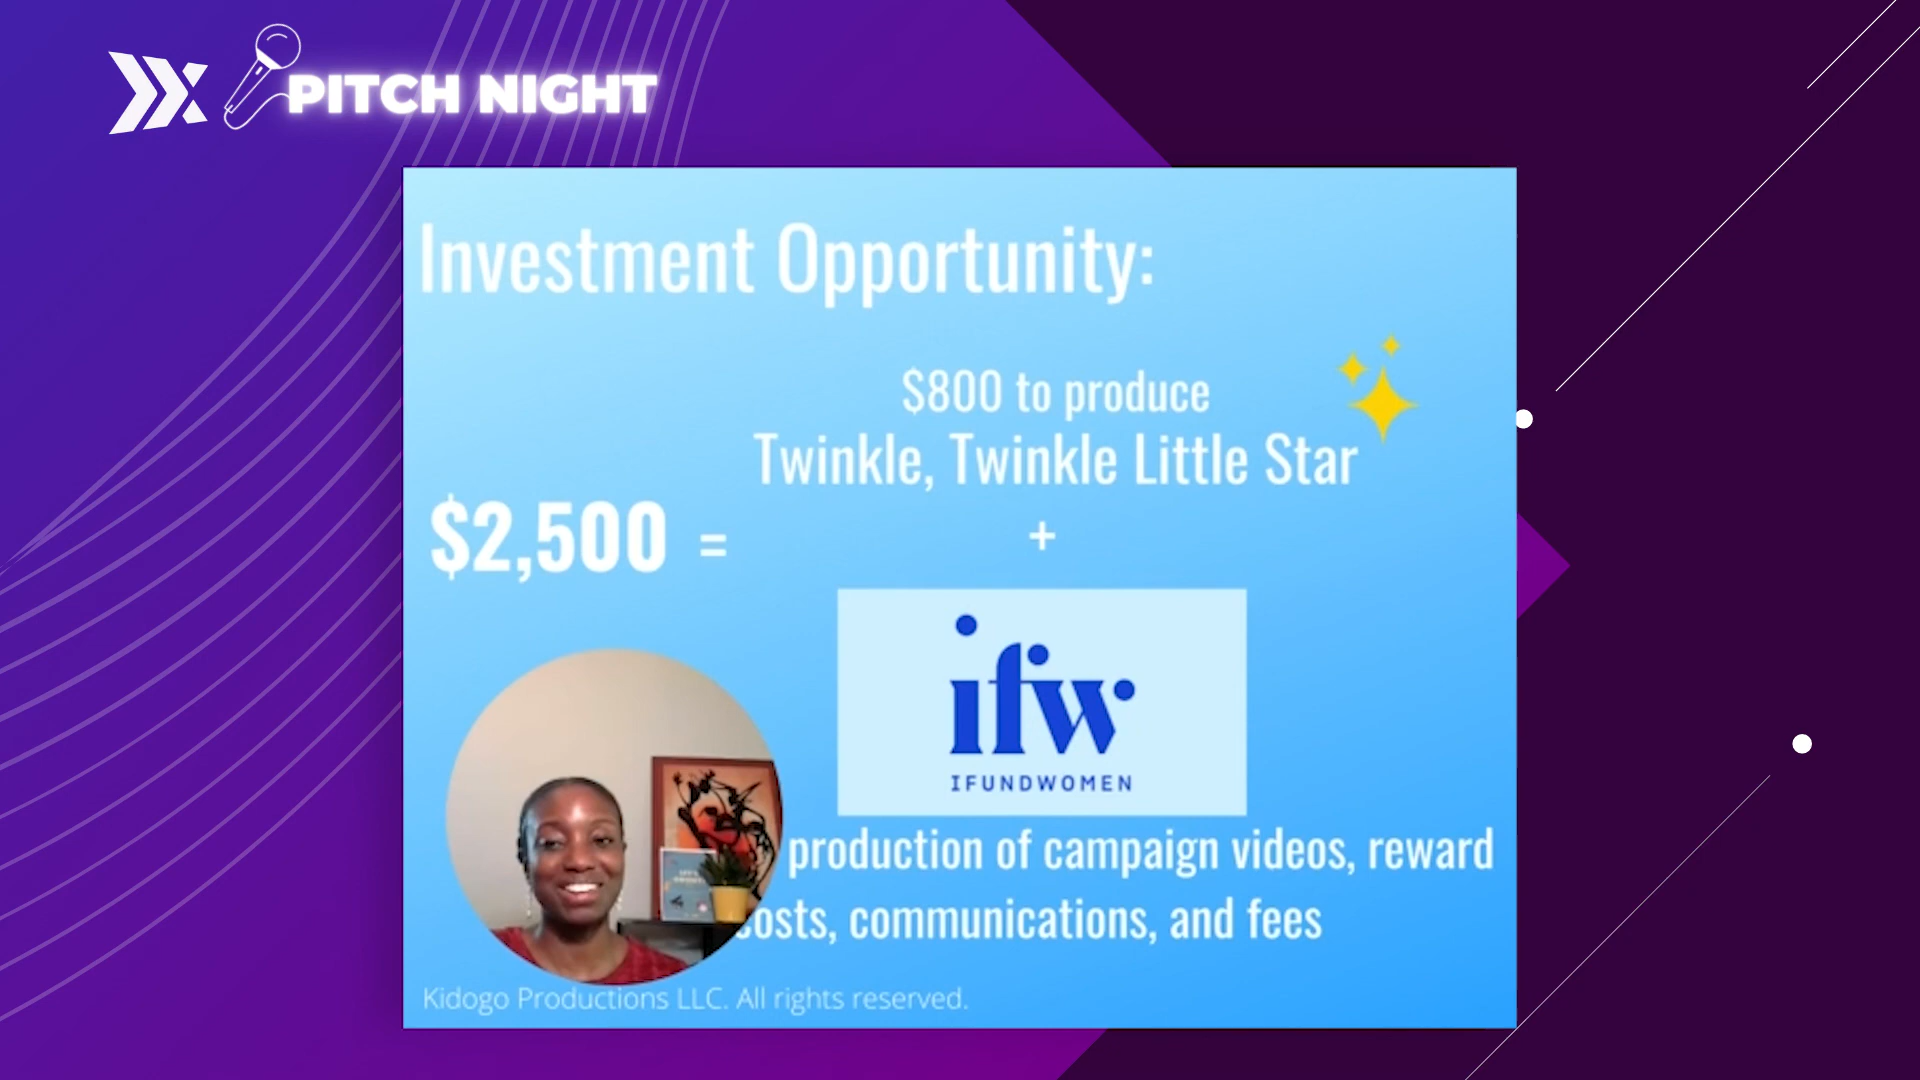 PITCH NIGHT
Investment Opportunity:
$800 to produce
Twinkle, Twinkle Little Star
$2,500 =
+
ifw
IFUNDWOMEN
production of campaign videos, reward
costs, communications, and fees
Kidogo Productions LLC. All rights reserved.